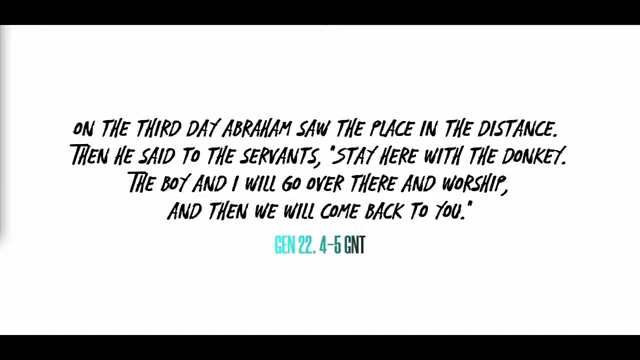 ON THE THIRD DAY ABRAHAM SAW THE PLACE IN THE DISTANCE.
THEN HE SAID TO THE SERVANTS, "STAY HERE WITH THE DONKEY.
THE BOY AND I WILL GO OVER THERE AND WORSHIP,
AND THEN WE WILL COME BACK TO YOU."
GEN 22. 4-5 GNT